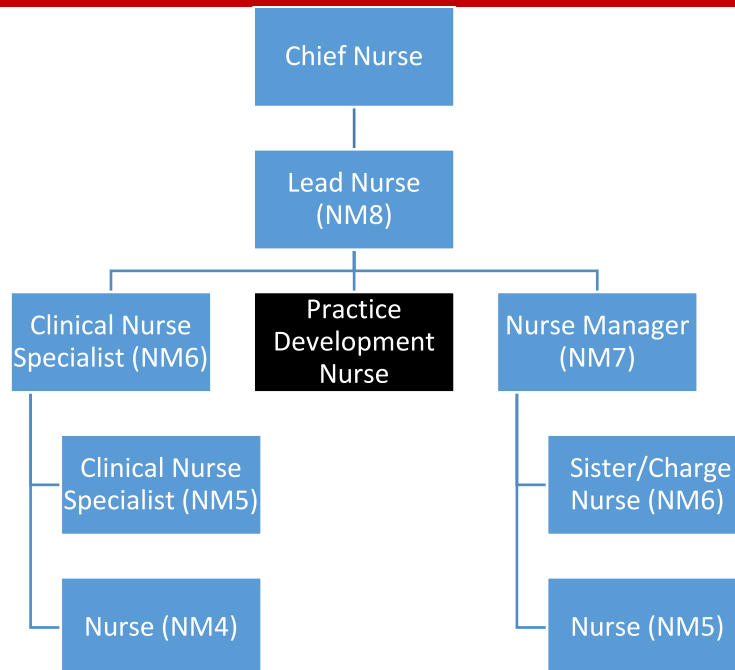 Chief Nurse
Lead Nurse
(NM8)
Clinical Nurse
Specialist (NM6)
Practice
Development
Nurse
Nurse Manager
(NM7)
Clinical Nurse
Specialist (NM5)
Sister/Charge
Nurse (NM6)
Nurse (NM4)
Nurse (NM5)